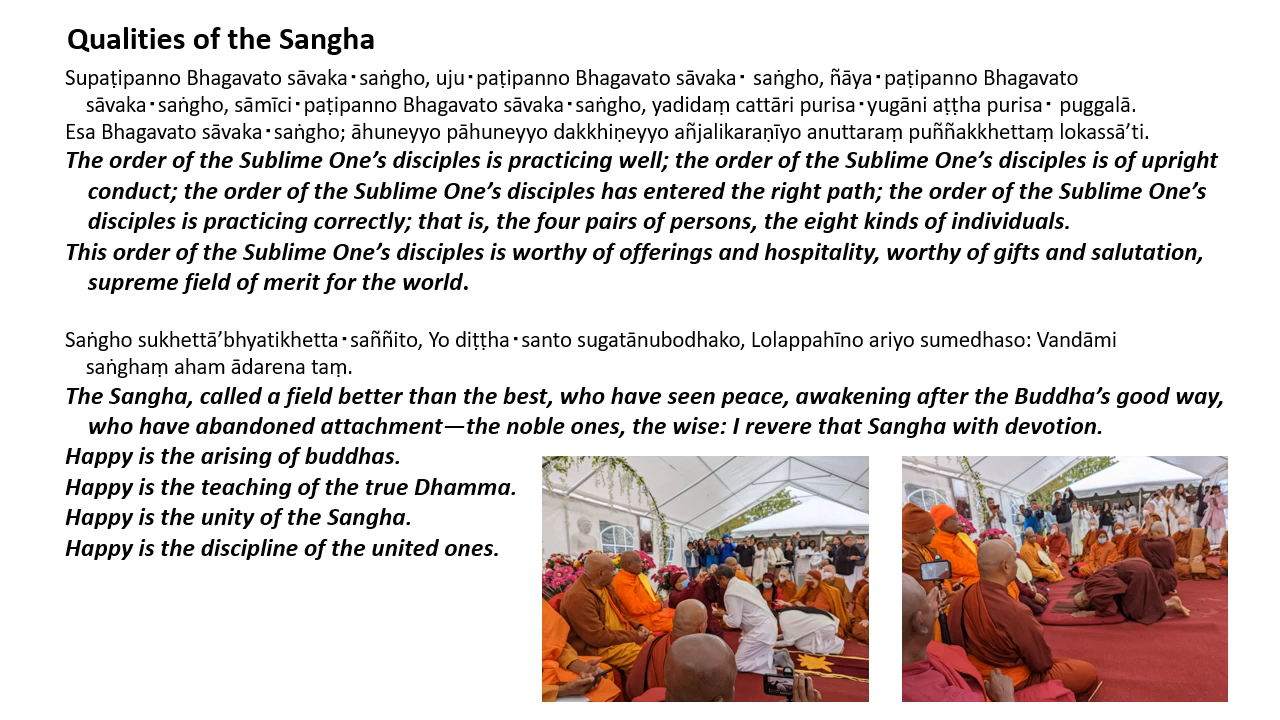 Qualities of the Sangha
Supaṭipanno Bhagavato sāvaka·saṅgho, uju·paṭipanno Bhagavato sāvaka· saṅgho, ñāya·paṭipanno Bhagavato
sāvaka·saṅgho, sāmīci·paṭipanno Bhagavato sāvaka·saṅgho, yadidaṃ cattāri purisa·yugāni aṭṭha purisa· puggalā.
Esa Bhagavato sāvaka·saṅgho; āhuneyyo pāhuneyyo dakkhiṇeyyo añjalikaraṇīyo anuttaraṃ puññakkhettaṃ lokassā’ti.
The order of the Sublime One’s disciples is practicing well; the order of the Sublime One’s disciples is of upright
conduct; the order of the Sublime One’s disciples has entered the right path; the order of the Sublime One’s
disciples is practicing correctly; that is, the four pairs of persons, the eight kinds of individuals.
This order of the Sublime One’s disciples is worthy of offerings and hospitality, worthy of gifts and salutation,
supreme field of merit for the world.
Saṅgho sukhettā’bhyatikhetta·saññito, Yo diṭṭha·santo sugatānubodhako, Lolappahīno ariyo sumedhaso: Vandāmi
saṅghaṃ aham ādarena taṃ.
The Sangha, called a field better than the best, who have seen peace, awakening after the Buddha’s good way,
who have abandoned attachment—the noble ones, the wise: I revere that Sangha with devotion.
Happy is the arising of buddhas.
Happy is the teaching of the true Dhamma.
Happy is the unity of the Sangha.
Happy is the discipline of the united ones.